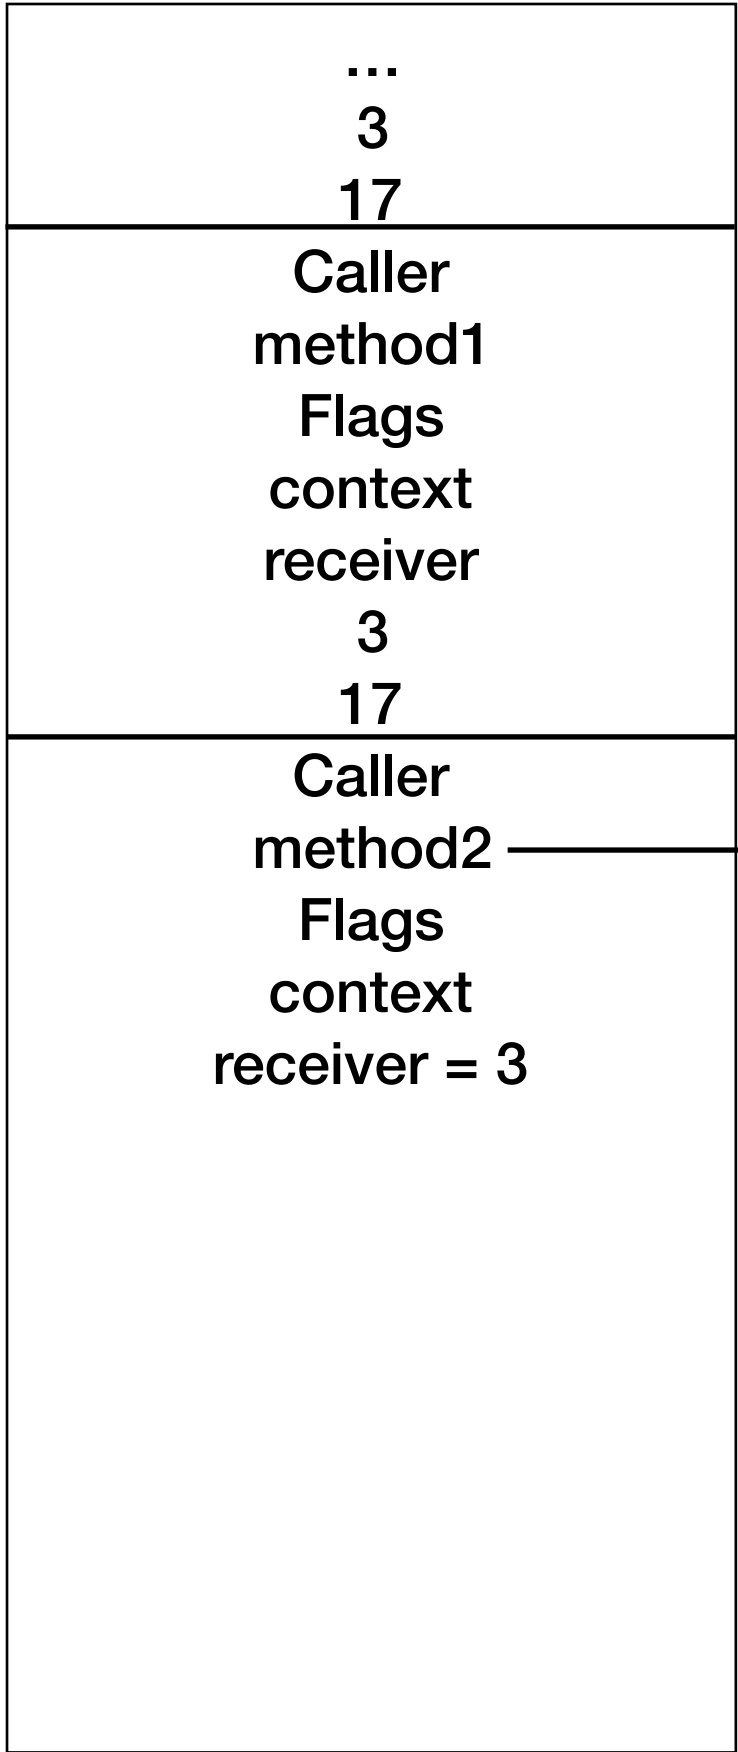 ...
3
17
Caller
method1
Flags
context
receiver
3
17
Caller
method2
Flags
context
receiver = 3